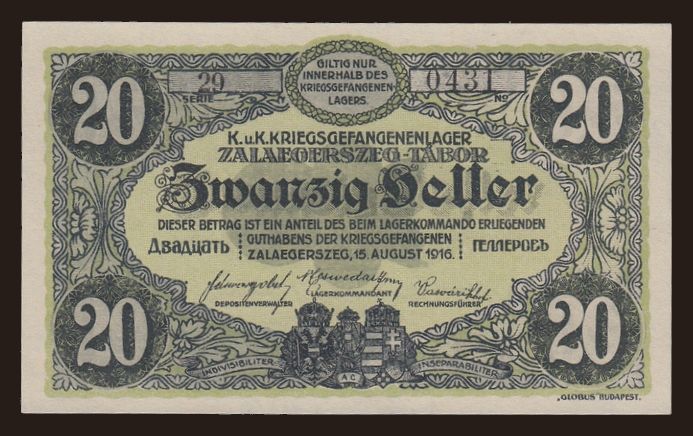 GILTIG NUR
INNERHALB DES
KRIEGSGEFANGENEN
LAGERS.
20
29
SERIE
0431
No
20
K.u.K. KRIEGSGEFANGENENLAGER
ZALAEGERSZEG-TÁBOR
Zwanzig Heller
DIESER BETRAG IST EIN ANTEIL DES BEIM LAGERKOMMANDO ERLIEGENDEN
Двадцать GUTHABENS DER KRIEGSGEFANGENEN ГЕЛЛЕРОВЪ
ZALAEGERSZEG, 15. AUGUST 1916.
DEPOSITENVERWALTER
LAGERKOMMANDANT
RECHNUNGSFÜHRER
20
20
INDIVISIBILITER
AC
INSEPARABILITER
„GLOBUS" BUDAPEST.